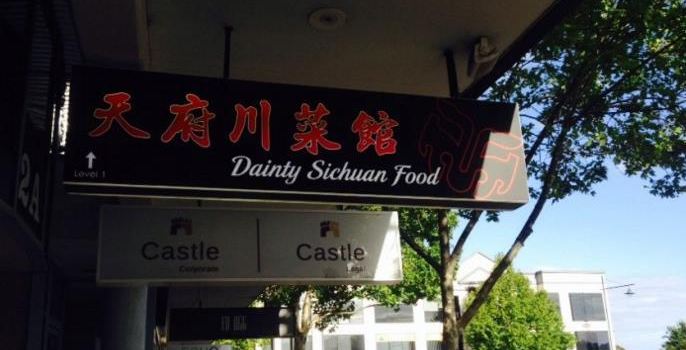 天府川菜館
Dainty Sichuan Food
Level 1
2A
Castle
Corporate
Castle
Legal